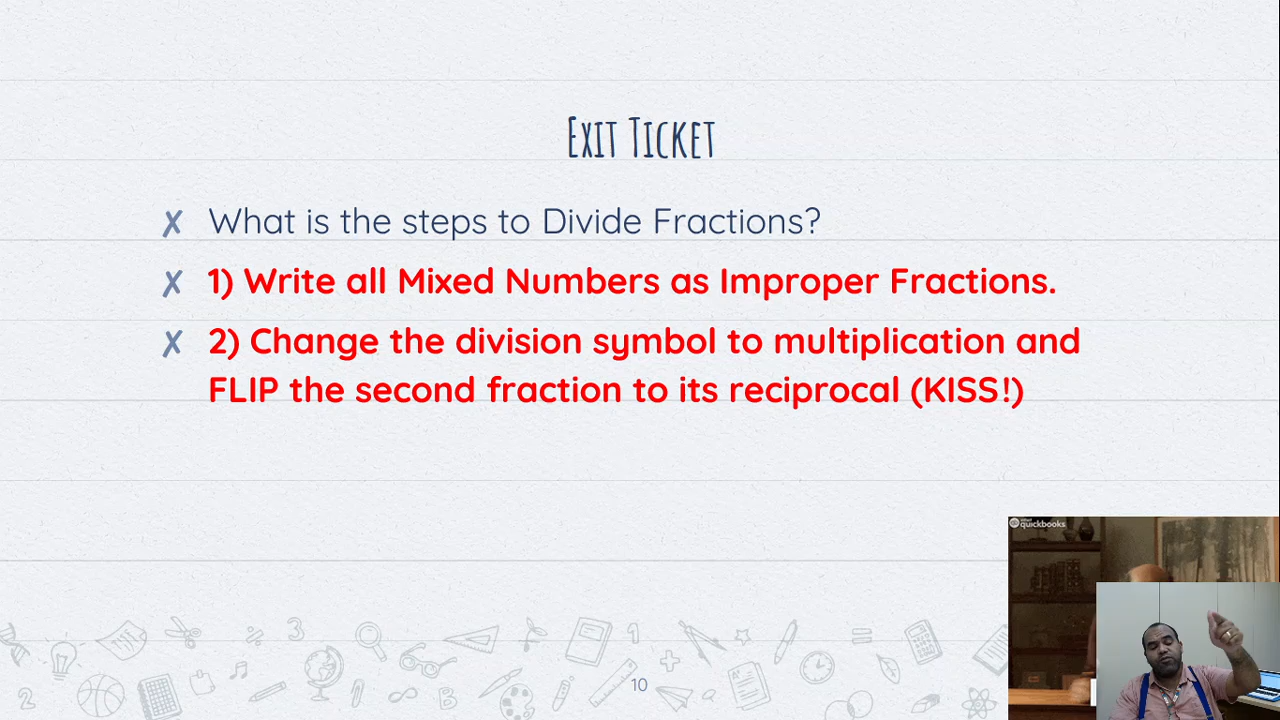 Exit Ticket
✗ What is the steps to Divide Fractions?
✗ 1) Write all Mixed Numbers as Improper Fractions.
✗ 2) Change the division symbol to multiplication and
FLIP the second fraction to its reciprocal (KISS!)
quickbooks
10